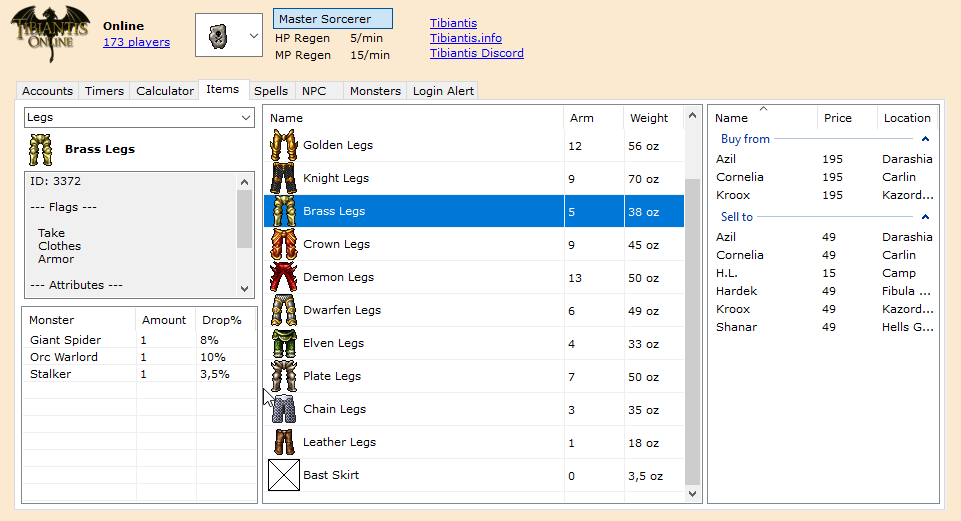 TIBIANTIS
ONLINE
Online
173 players
Master Sorcerer
HP Regen 5/min
MP Regen 15/min
Tibiantis
Tibiantis.info
Tibiantis Discord
Accounts Timers Calculator Items Spells NPC Monsters Login Alert
Legs
Brass Legs
ID: 3372
--- Flags ---
Take
Clothes
Armor
--- Attributes ---
Monster Amount Drop%
Giant Spider 1 8%
Orc Warlord 1 10%
Stalker 1 3,5%
Name Arm Weight
Golden Legs 12 56 oz
Knight Legs 9 70 oz
Brass Legs 5 38 oz
Crown Legs 9 45 oz
Demon Legs 13 50 oz
Dwarfen Legs 6 49 oz
Elven Legs 4 33 oz
Plate Legs 7 50 oz
Chain Legs 3 35 oz
Leather Legs 1 18 oz
Bast Skirt 0 3,5 oz
Name Price Location
Buy from
Azil 195 Darashia
Cornelia 195 Carlin
Kroox 195 Kazord...
Sell to
Azil 49 Darashia
Cornelia 49 Carlin
H.L. 15 Camp
Hardek 49 Fibula ...
Kroox 49 Kazord...
Shanar 49 Hells G...